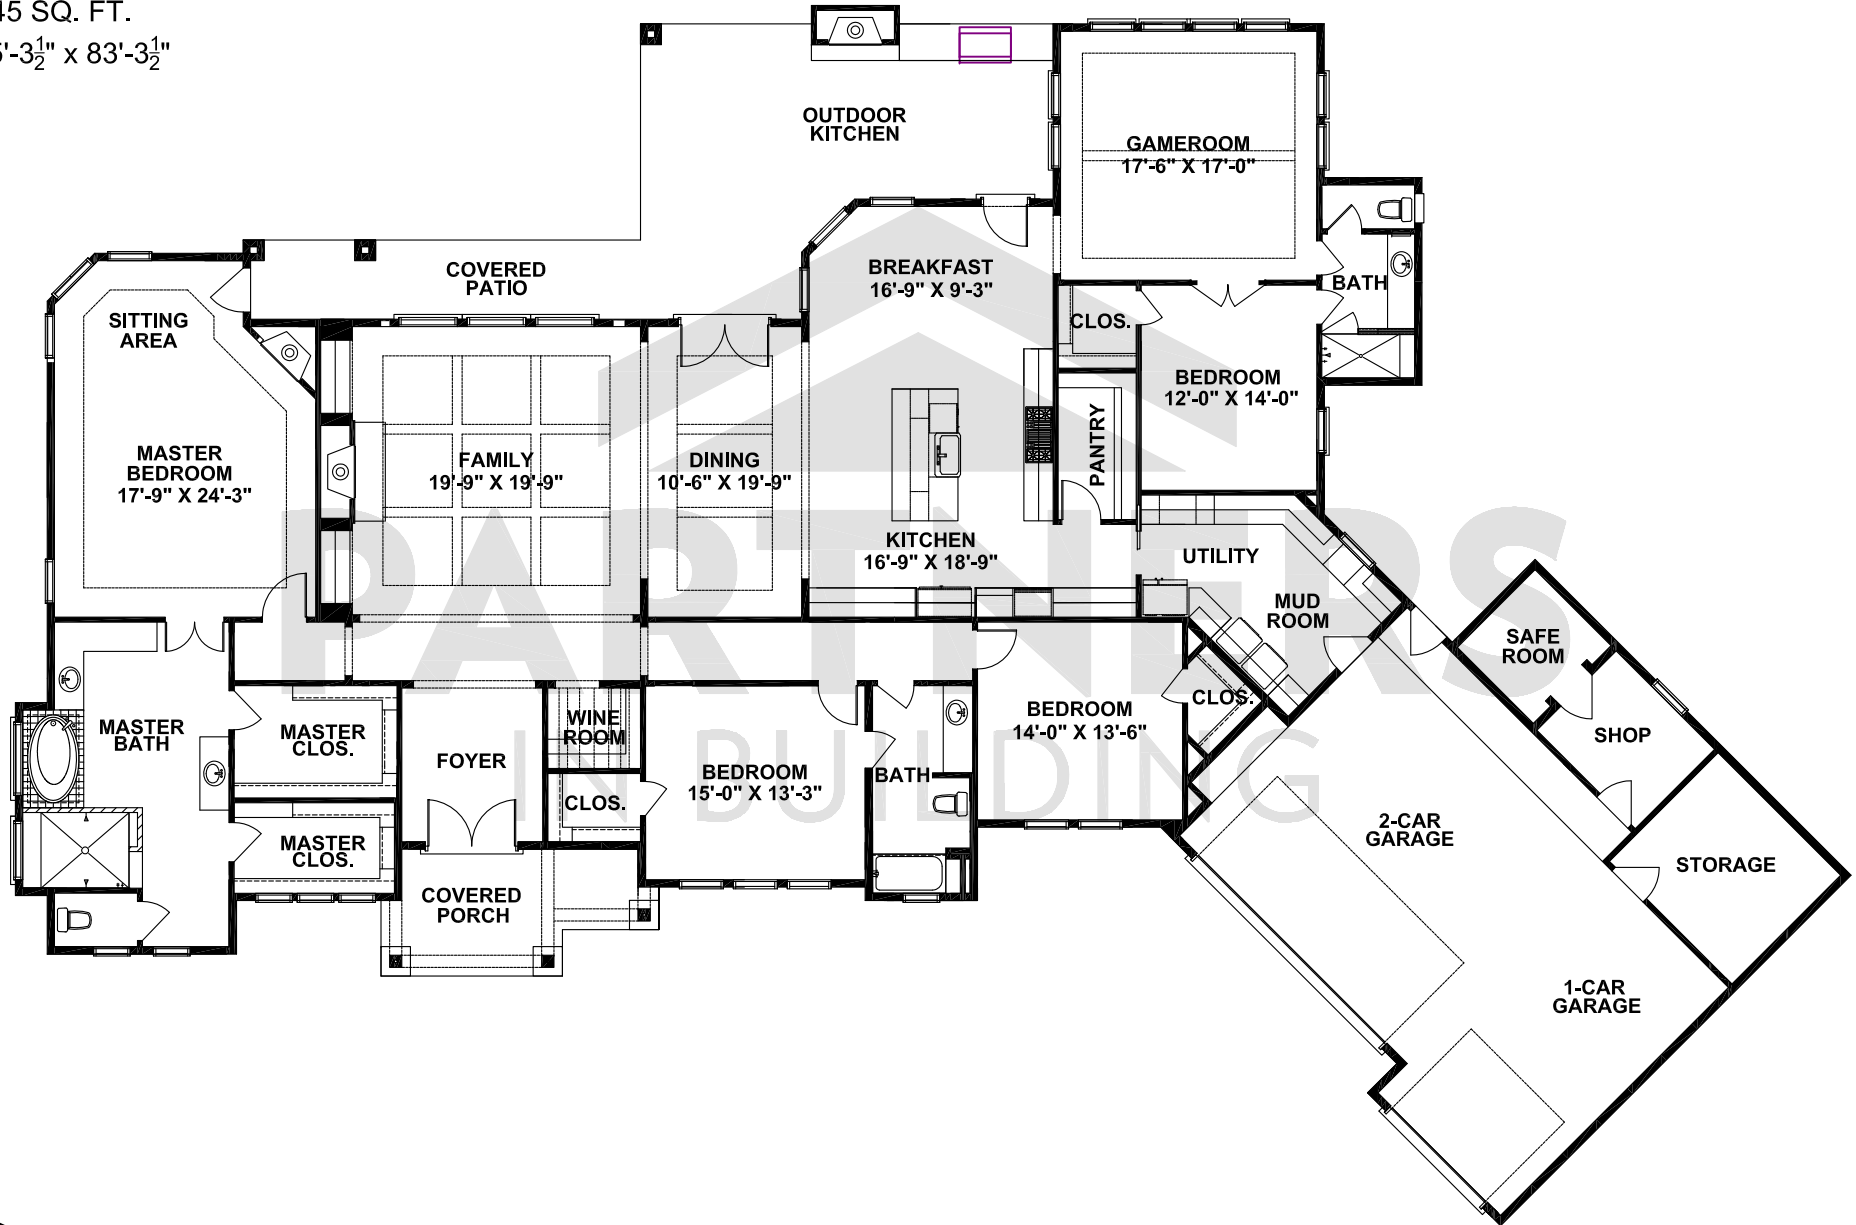 45 SQ. FT.
5'-3½" x 83'-3½"
OUTDOOR
KITCHEN
GAMEROOM
17'-6" X 17'-0"
COVERED
PATIO
BREAKFAST
16'-9" X 9'-3"
BATH
SITTING
AREA
CLOS.
BEDROOM
12'-0" X 14'-0"
MASTER
BEDROOM
17'-9" X 24'-3"
FAMILY
19'-9" X 19'-9"
DINING
10'-6" X 19'-9"
PANTRY
KITCHEN
16'-9" X 18'-9"
UTILITY
MUD
ROOM
SAFE
ROOM
PARTNERS
IN BUILDING
MASTER
BATH
MASTER
CLOS.
FOYER
WINE
ROOM
CLOS.
BEDROOM
15'-0" X 13'-3"
BATH
BEDROOM
14'-0" X 13'-6"
CLOS.
SHOP
MASTER
CLOS.
COVERED
PORCH
2-CAR
GARAGE
STORAGE
1-CAR
GARAGE